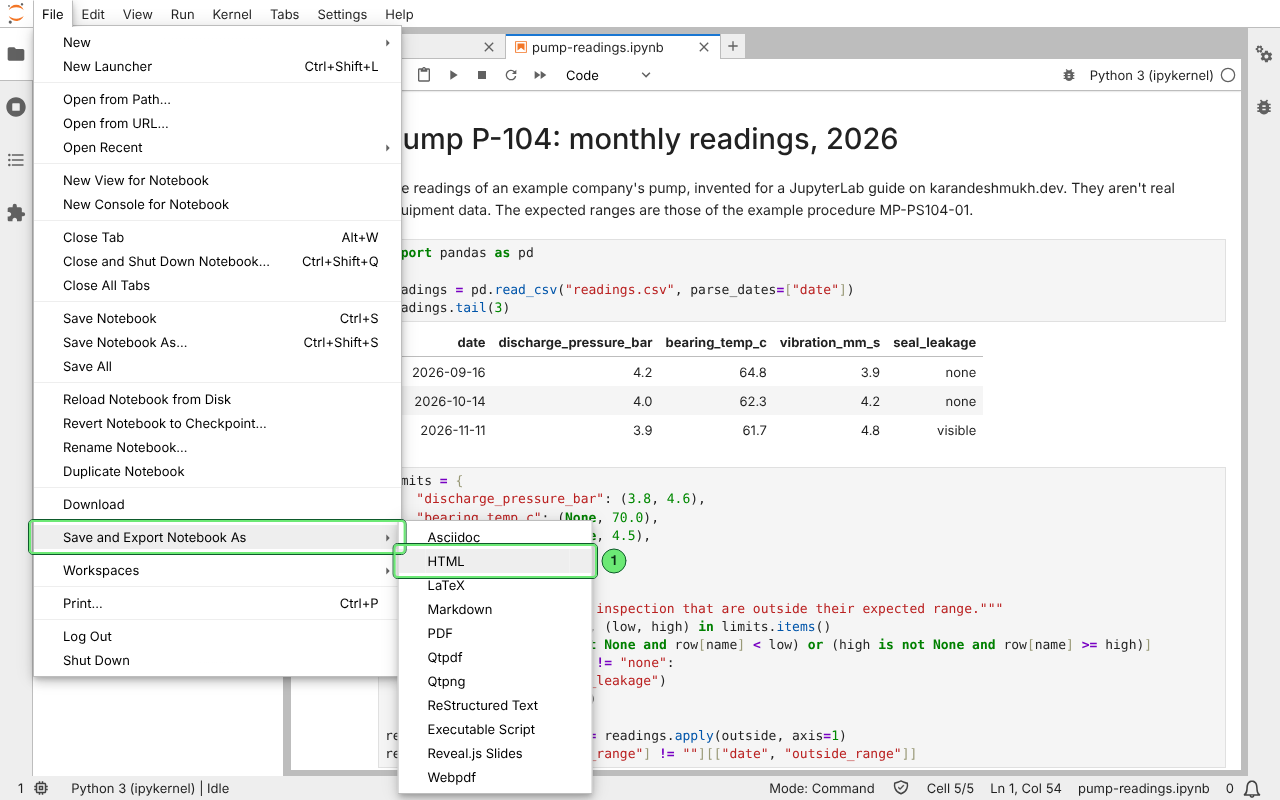 File Edit View Run Kernel Tabs Settings Help
New
New Launcher Ctrl+Shift+L
Open from Path...
Open from URL...
Open Recent
New View for Notebook
New Console for Notebook
Close Tab Alt+W
Close and Shut Down Notebook... Ctrl+Shift+Q
Close All Tabs
Save Notebook Ctrl+S
Save Notebook As... Ctrl+Shift+S
Save All
Reload Notebook from Disk
Revert Notebook to Checkpoint...
Rename Notebook...
Duplicate Notebook
Download
Save and Export Notebook As
Workspaces
Print... Ctrl+P
Log Out
Shut Down
Asciidoc
HTML
1
LaTeX
Markdown
PDF
Qtpdf
Qtpng
ReStructured Text
Executable Script
Reveal.js Slides
Webpdf
pump-readings.ipynb
Code
Python 3 (ipykernel)
ump P-104: monthly readings, 2026
e readings of an example company's pump, invented for a JupyterLab guide on karandeshmukh.dev. They aren't real
uipment data. The expected ranges are those of the example procedure MP-PS104-01.
port pandas as pd
adings = pd.read_csv("readings.csv", parse_dates=["date"])
adings.tail(3)
date discharge_pressure_bar bearing_temp_c vibration_mm_s seal_leakage
2026-09-16 4.2 64.8 3.9 none
2026-10-14 4.0 62.3 4.2 none
2026-11-11 3.9 61.7 4.8 visible
mits = {
"discharge_pressure_bar": (3.8, 4.6),
"bearing_temp_c": (None, 70.0),
, 4.5),
inspection that are outside their expected range."""
(low, high) in limits.items()
None and row[name] < low) or (high is not None and row[name] >= high)]
!= "none":
_leakage")
)
re = readings.apply(outside, axis=1)
re _range"] != ""][["date", "outside_range"]]
1 Python 3 (ipykernel) | Idle Mode: Command Cell 5/5 Ln 1, Col 54 pump-readings.ipynb 0